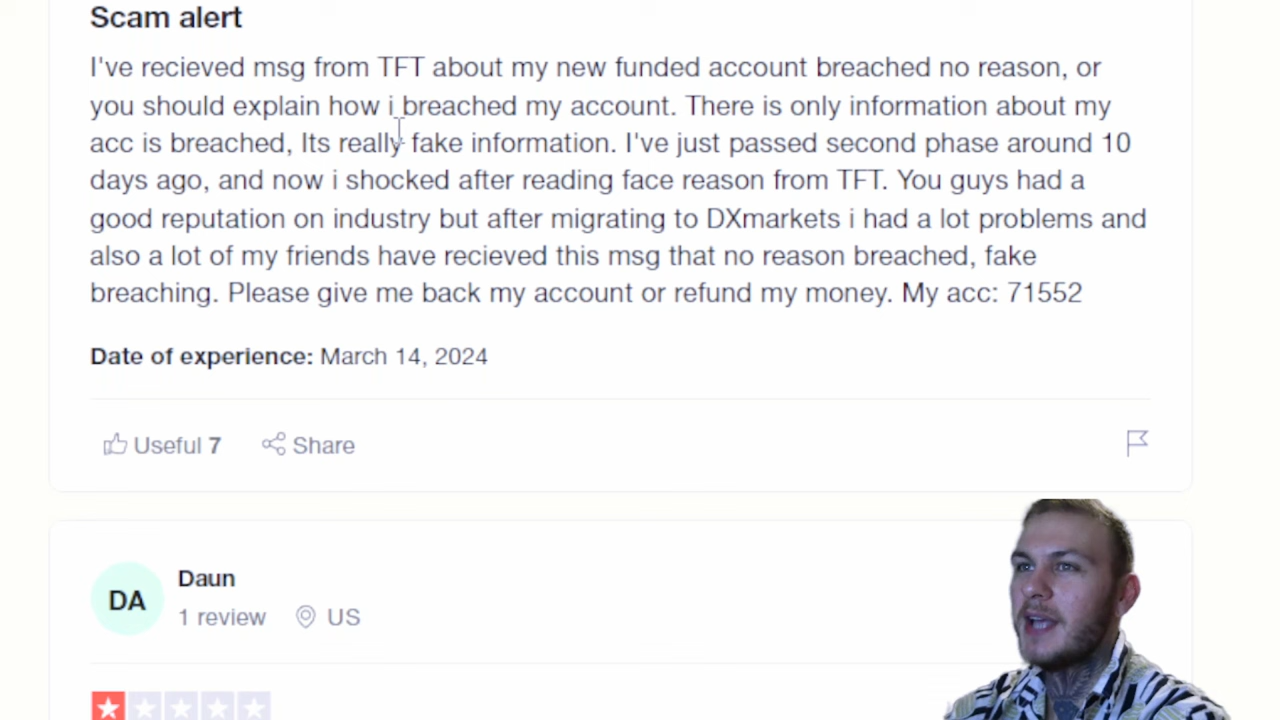 Scam alert
I've recieved msg from TFT about my new funded account breached no reason, or
you should explain how i breached my account. There is only information about my
acc is breached, Its really fake information. I've just passed second phase around 10
days ago, and now i shocked after reading face reason from TFT. You guys had a
good reputation on industry but after migrating to DXmarkets i had a lot problems and
also a lot of my friends have recieved this msg that no reason breached, fake
breaching. Please give me back my account or refund my money. My acc: 71552
Date of experience: March 14, 2024
Useful 7 Share
DA
Daun
1 review US